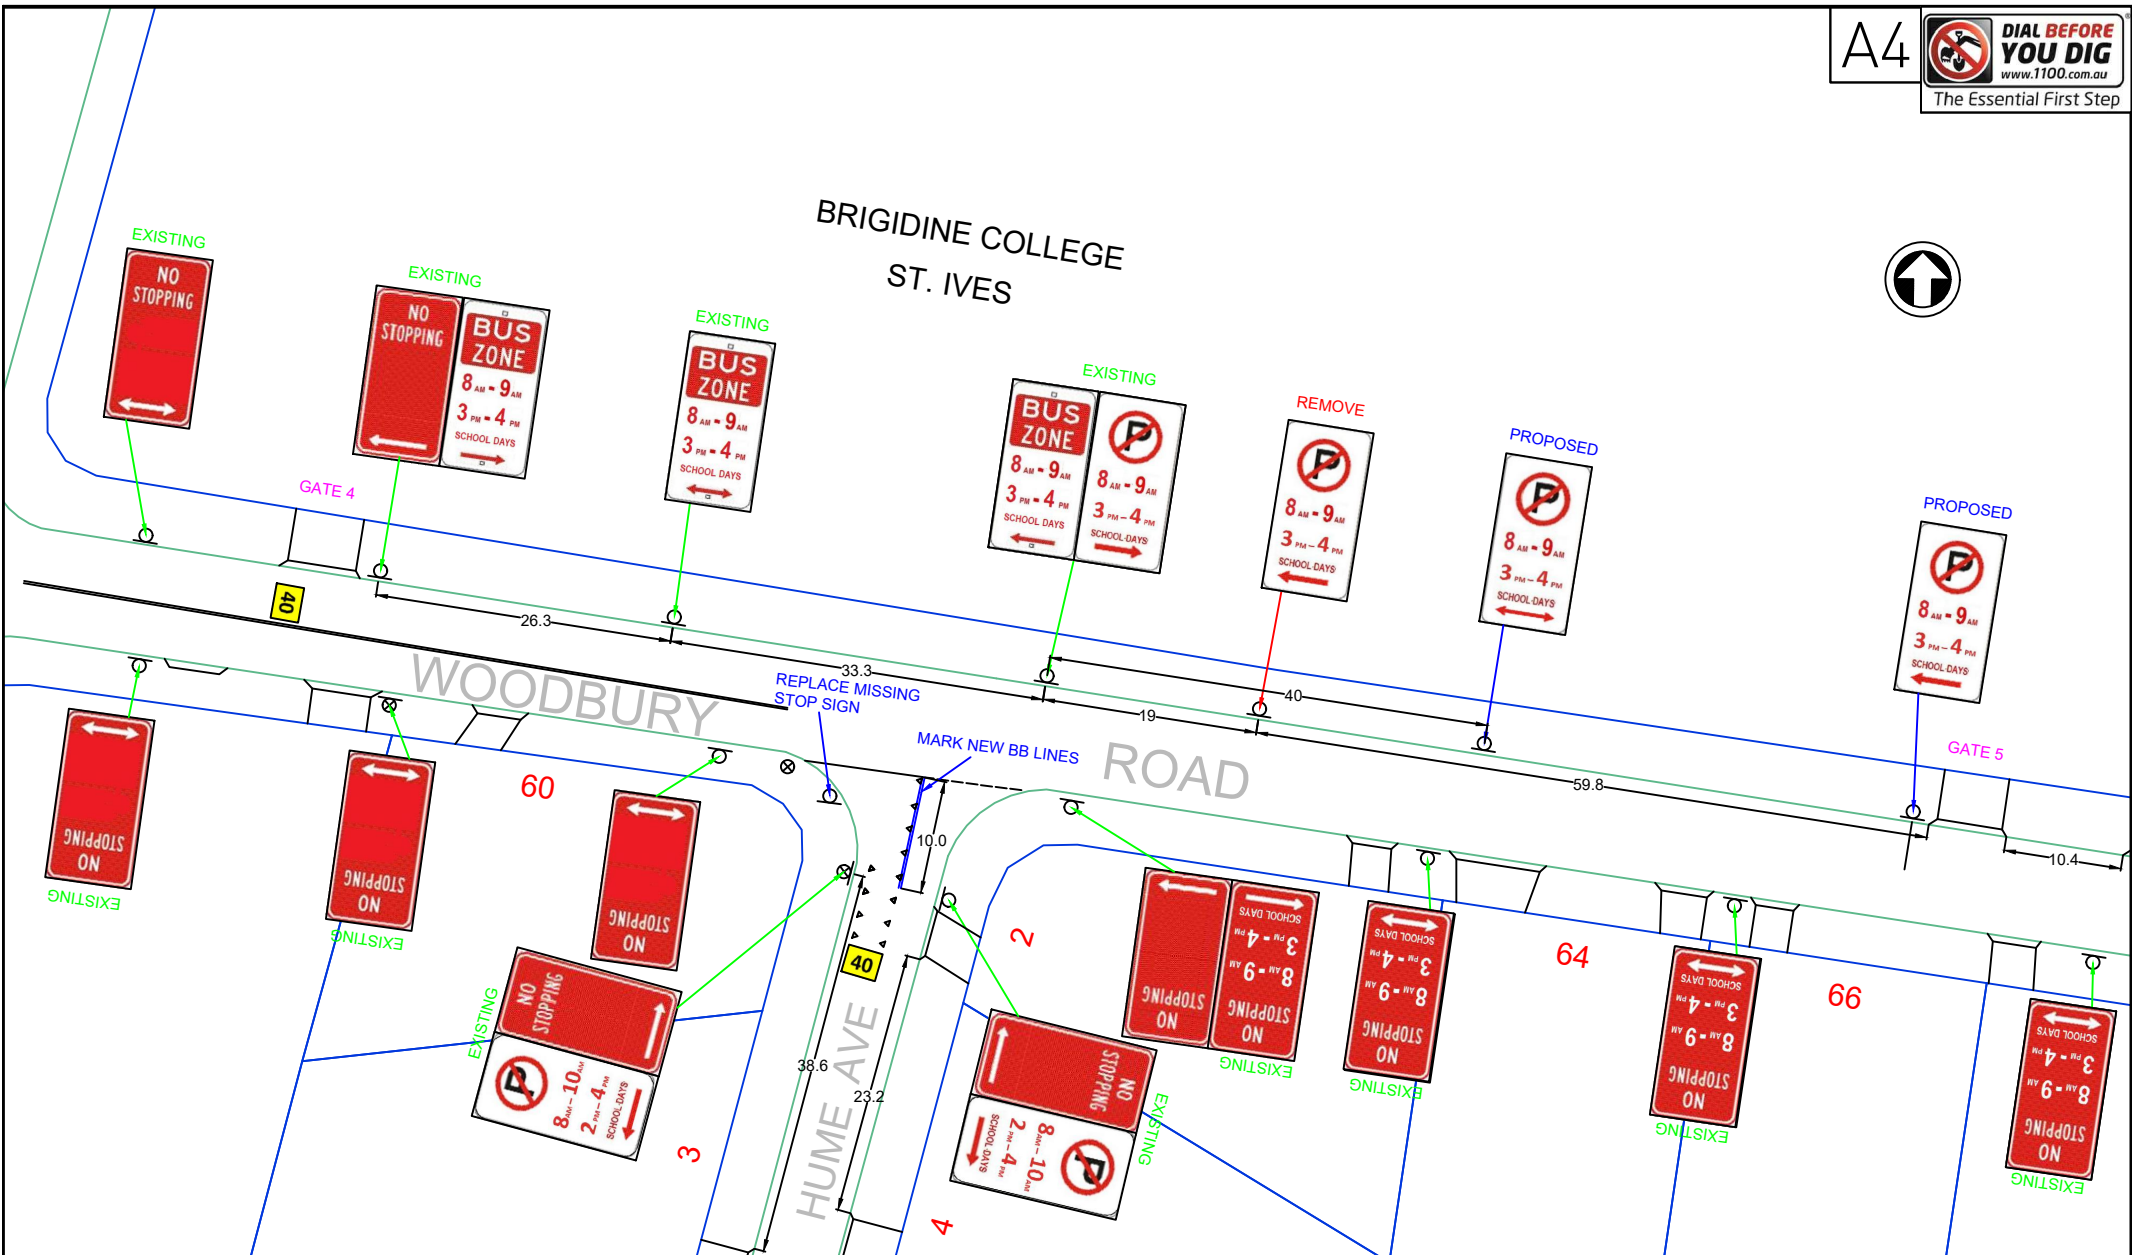 A4
DIAL BEFORE
YOU DIG
www.1100.com.au
The Essential First Step
BRIGIDINE COLLEGE
ST. IVES
EXISTING
NO
STOPPING
EXISTING
NO
STOPPING
BUS
ZONE
8 AM - 9 AM
3 PM - 4 PM
SCHOOL DAYS
EXISTING
BUS
ZONE
8 AM - 9 AM
3 PM - 4 PM
SCHOOL DAYS
EXISTING
BUS
ZONE
8 AM - 9 AM
3 PM - 4 PM
SCHOOL DAYS
P
8 AM - 9 AM
3 PM - 4 PM
SCHOOL DAYS
REMOVE
P
8 AM - 9 AM
3 PM - 4 PM
SCHOOL DAYS
PROPOSED
P
8 AM - 9 AM
3 PM - 4 PM
SCHOOL DAYS
PROPOSED
P
8 AM - 9 AM
3 PM - 4 PM
SCHOOL DAYS
GATE 4
GATE 5
40
26.3
33.3
40
19
59.8
10.4
WOODBURY
ROAD
REPLACE MISSING
STOP SIGN
MARK NEW BB LINES
10.0
NO
STOPPING
EXISTING
NO
STOPPING
EXISTING
60
NO
STOPPING
EXISTING
NO
STOPPING
P
8 AM - 10 AM
2 PM - 4 PM
SCHOOL DAYS
3
40
38.6
HUME AVE
23.2
2
4
NO
STOPPING
P
8 AM - 10 AM
2 PM - 4 PM
SCHOOL DAYS
EXISTING
NO
STOPPING
NO
STOPPING
8 AM - 9 AM
3 PM - 4 PM
SCHOOL DAYS
EXISTING
NO
STOPPING
8 AM - 9 AM
3 PM - 4 PM
SCHOOL DAYS
EXISTING
64
NO
STOPPING
8 AM - 9 AM
3 PM - 4 PM
SCHOOL DAYS
EXISTING
66
NO
STOPPING
8 AM - 9 AM
3 PM - 4 PM
SCHOOL DAYS
EXISTING